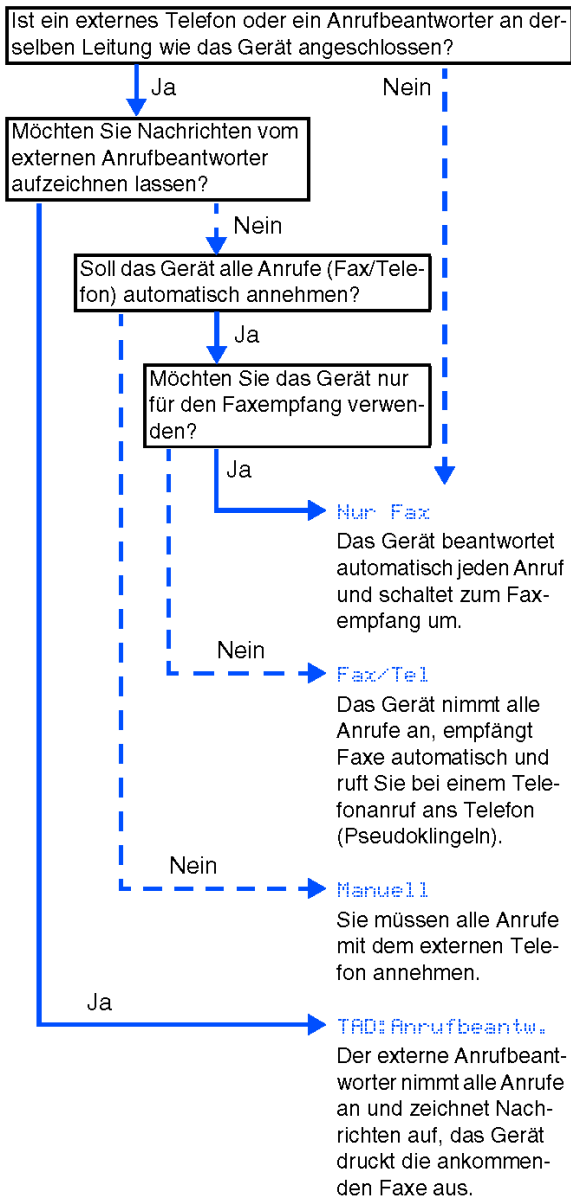 Ist ein externes Telefon oder ein Anrufbeantworter an der-
selben Leitung wie das Gerät angeschlossen?
Ja
Nein
Möchten Sie Nachrichten vom
externen Anrufbeantworter
aufzeichnen lassen?
Nein
Soll das Gerät alle Anrufe (Fax/Tele-
fon) automatisch annehmen?
Ja
Möchten Sie das Gerät nur
für den Faxempfang verwen-
den?
Ja
Nur Fax
Das Gerät beantwortet
automatisch jeden Anruf
und schaltet zum Fax-
empfang um.
Nein
Fax/Tel
Das Gerät nimmt alle
Anrufe an, empfängt
Faxe automatisch und
ruft Sie bei einem Tele-
fonanruf ans Telefon
(Pseudoklingeln).
Nein
Manuell
Sie müssen alle Anrufe
mit dem externen Tele-
fon annehmen.
Ja
TAD:Anrufbeantw.
Der externe Anrufbeant-
worter nimmt alle Anrufe
an und zeichnet Nach-
richten auf, das Gerät
druckt die ankommen-
den Faxe aus.